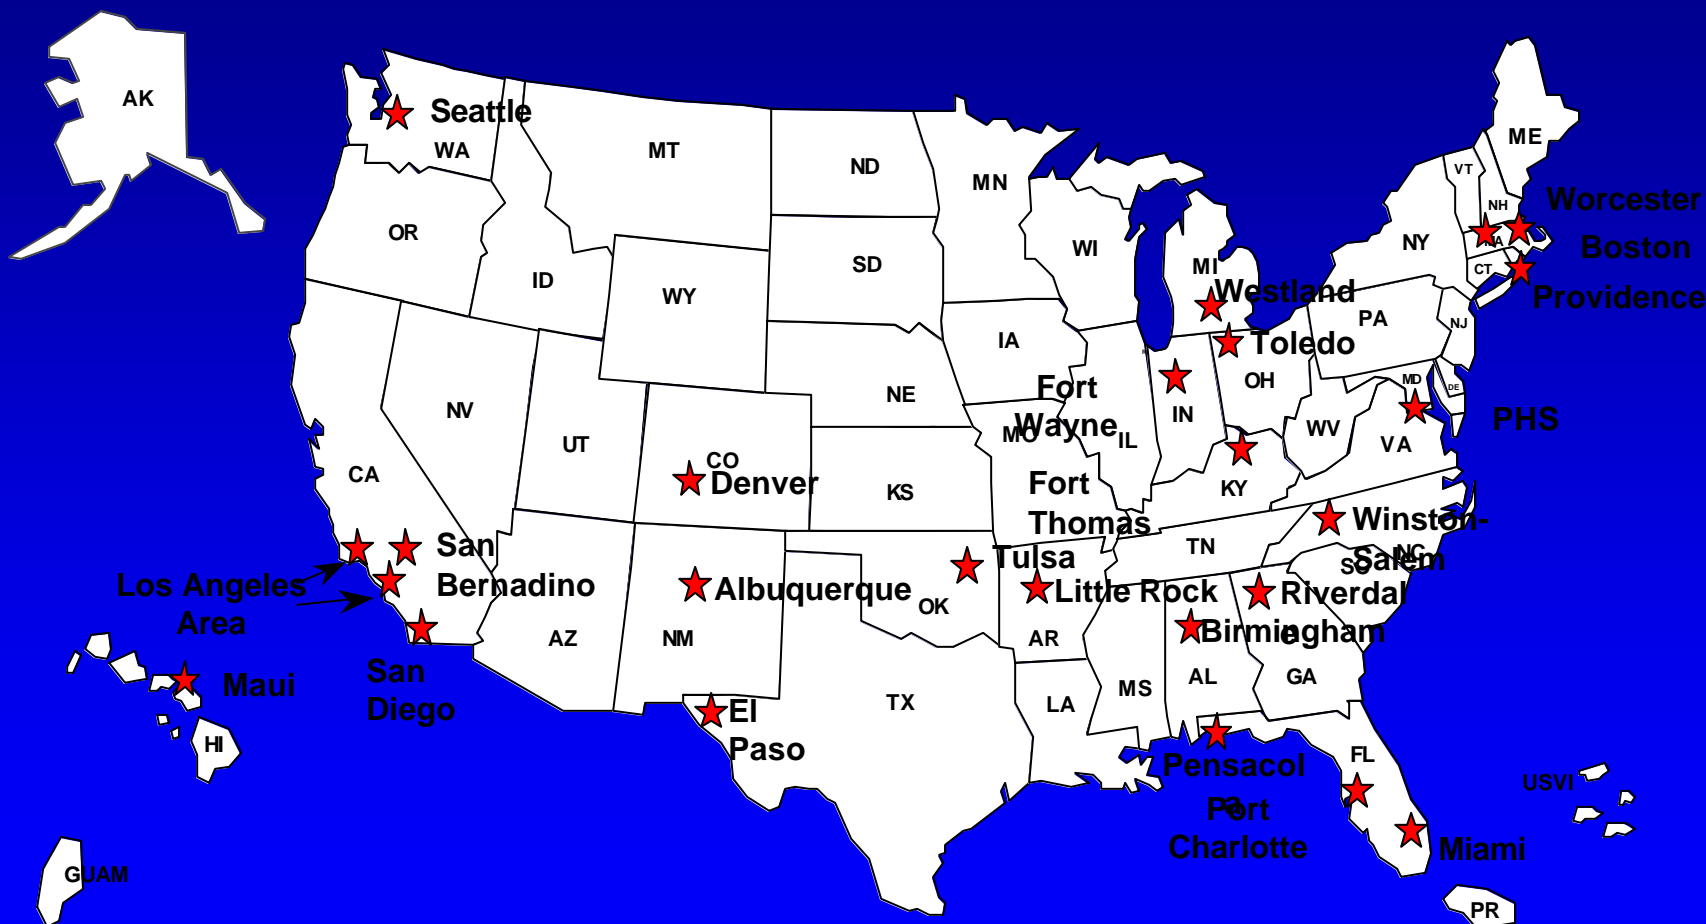 AK
Seattle
WA
MT
ND
MN
ME
VT
NH
Worcester
OR
ID
SD
WI
MI
NY
MA
Boston
CT
WY
Westland
Providence
PA
NJ
IA
Toledo
OH
NV
UT
CO
NE
Fort
Wayne
MO
IL
IN
MD
DE
PHS
WV
VA
CA
Denver
KS
Fort
Thomas
KY
Winston-
Salem
NC
TN
SC
San
Bernadino
Los Angeles
Area
Albuquerque
Tulsa
OK
Little Rock
Riverdal
e
Birmingham
AZ
NM
AR
San
Diego
Maui
HI
El
Paso
TX
LA
MS
AL
GA
Pensacol
a
Port
Charlotte
FL
Miami
USVI
GUAM
PR